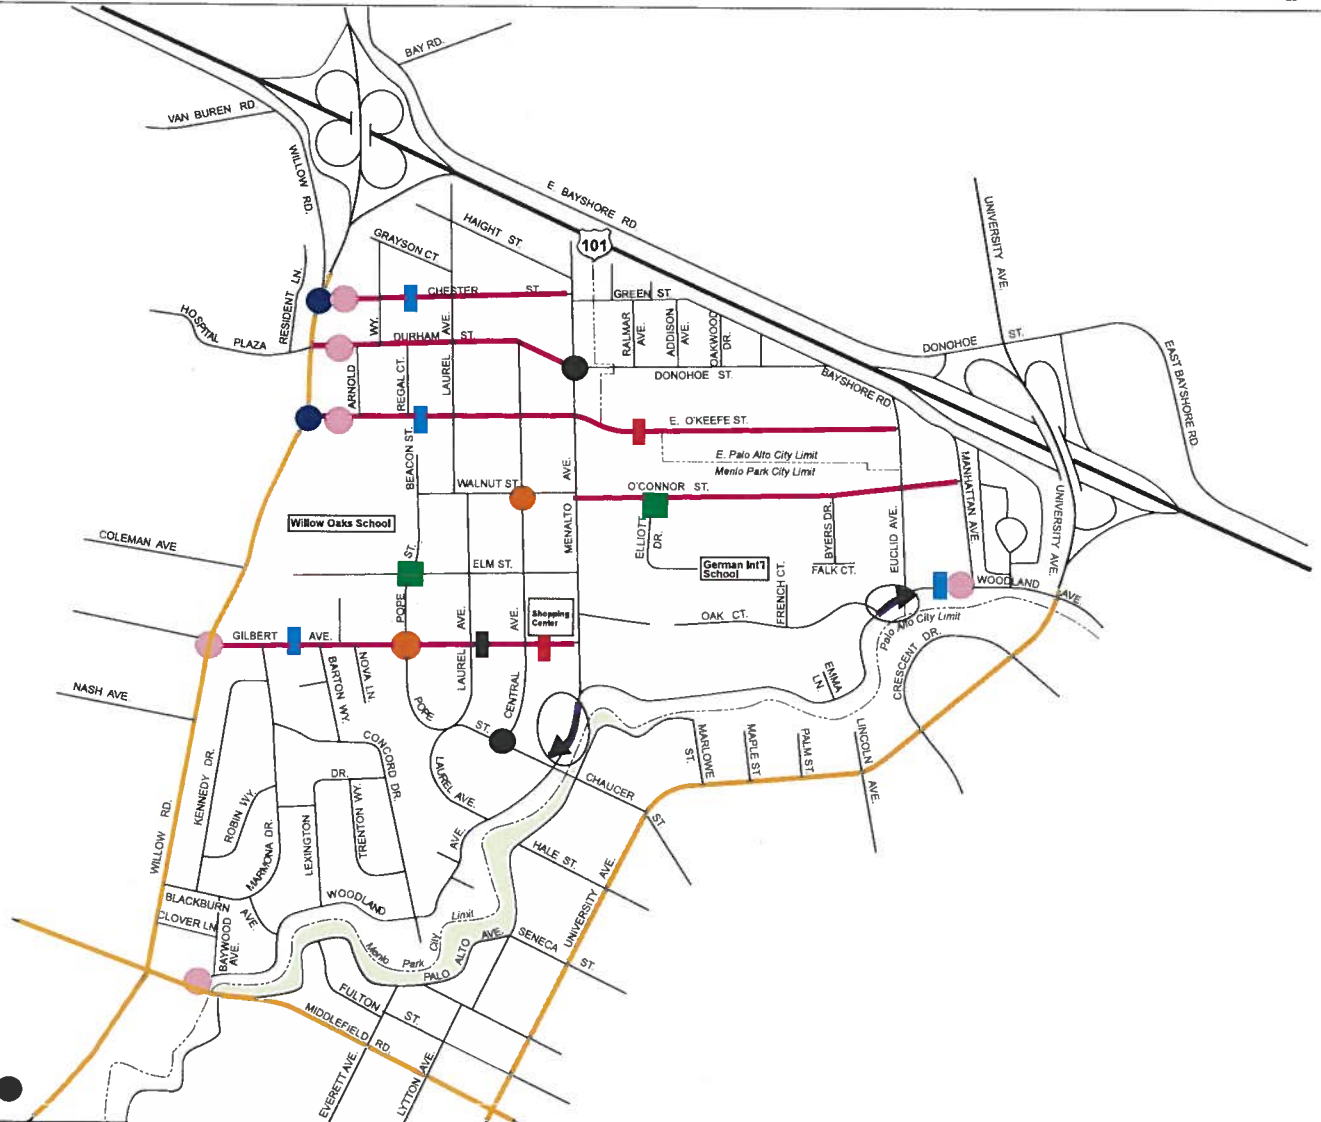 BAY RD.
VAN BUREN RD.
WILLOW RD.
E. BAYSHORE RD
101
UNIVERSITY AVE.
HAIGHT ST.
GRAYSON CT
RESIDENT LN.
HOSPITAL PLAZA
CHESTER ST.
GREEN ST.
WY.
DURHAM ST.
AVE.
RALMAR AVE.
ADDISON AVE.
OAKWOOD DR.
DONOHOE ST.
EAST BAYSHORE RD.
ARNOLD
REGAL CT.
LAUREL
DONOHOE ST.
BAYSHORE RD
BEACON ST.
E. O'KEEFE ST.
E. Palo Alto City Limit
Menlo Park City Limit
AVE.
MENALTO
WALNUT ST.
O'CONNOR ST.
MANHATTAN AVE.
UNIVERSITY AVE.
Willow Oaks School
ELLIOTT DR.
BYERS DR.
EUCLID AVE.
COLEMAN AVE
ST.
ELM ST.
German Int'l
School
FALK CT.
FRENCH CT.
WOODLAND AVE.
POPE
AVE.
AVE.
Shopping
Center
OAK CT.
Palo Alto City Limit
GILBERT AVE.
CRESCENT DR.
BARTON WY.
NOVA LN.
LAUREL
CENTRAL
EMMA LN.
NASH AVE
POPE ST.
KENNEDY DR.
CONCORD DR.
DR.
LAUREL AVE.
CHAUCER ST.
MARLOWE ST.
MAPLE ST.
PALM ST.
LINCOLN AVE.
WILLOW RD.
ROBIN WY.
MARMONA DR.
LEXINGTON
TRENTON WY.
AVE.
HALE ST.
UNIVERSITY AVE.
BLACKBURN AVE.
CLOVER LN.
BAYWOOD AVE.
WOODLAND
Menlo Park City Limit
PALO ALTO AVE.
SENECA ST.
FULTON ST.
MIDDLEFIELD RD.
EVERETT AVE.
LYTTON AVE.